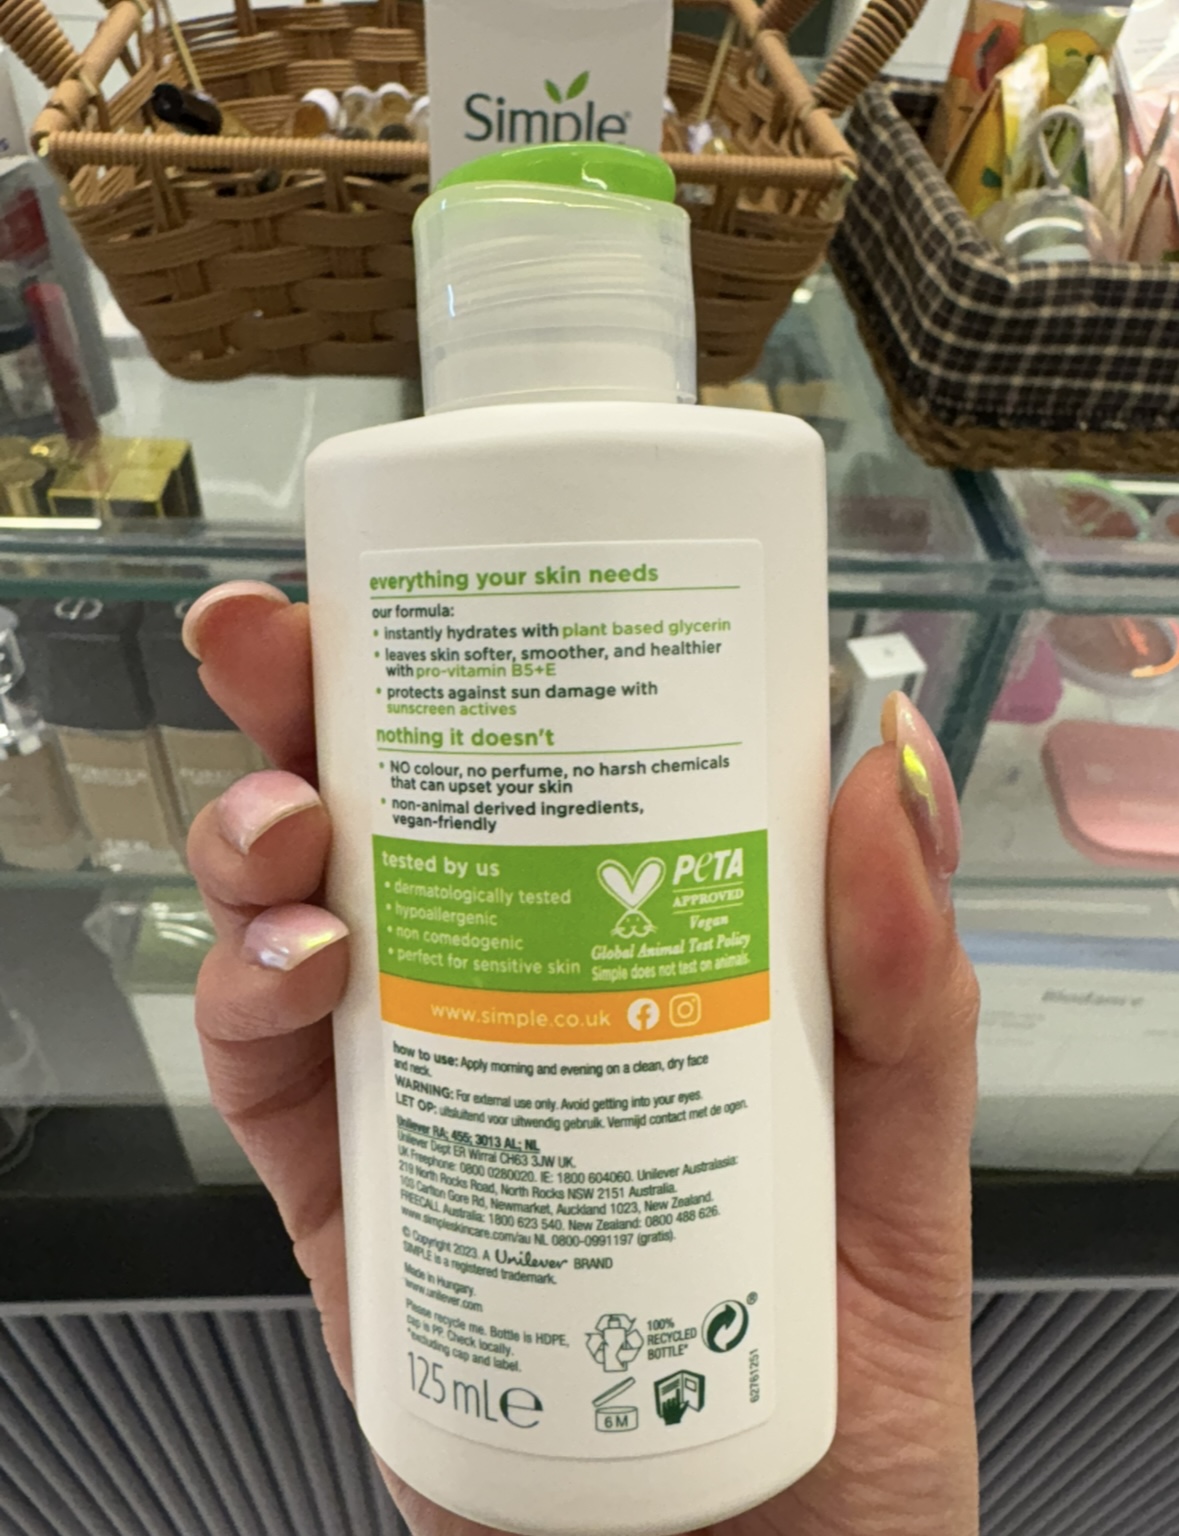 Simple
everything your skin needs
our formula:
• instantly hydrates with plant based glycerin
• leaves skin softer, smoother, and healthier
with pro-vitamin B5+E
• protects against sun damage with
sunscreen actives
nothing it doesn't
• NO colour, no perfume, no harsh chemicals
that can upset your skin
• non-animal derived ingredients,
vegan-friendly
tested by us
• dermatologically tested
• hypoallergenic
• non comedogenic
• perfect for sensitive skin
PETA
APPROVED
Vegan
Global Animal Test Policy
Simple does not test on animals.
www.simple.co.uk
how to use: Apply morning and evening on a clean, dry face
and neck.
WARNING: For external use only. Avoid getting into your eyes.
LET OP: uitsluitend voor uitwendig gebruik. Vermijd contact met de ogen.
Unilever RA; 455; 3013 AL; NL
Unilever Dept ER Wirral CH63 3JW UK.
UK Freephone: 0800 0280020. IE: 1800 604060. Unilever Australasia:
219 North Rocks Road, North Rocks NSW 2151 Australia.
103 Carlton Gore Rd, Newmarket, Auckland 1023, New Zealand.
FREECALL Australia: 1800 623 540. New Zealand: 0800 488 626.
www.simpleskincare.com/au NL 0800-0991197 (gratis).
© Copyright 2023. A Unilever BRAND
SIMPLE is a registered trademark.
Made in Hungary.
www.unilever.com
Please recycle me. Bottle is HDPE,
cap is PP. Check locally.
*excluding cap and label.
100%
RECYCLED
BOTTLE*
®
125 mL e
6 M
62761251